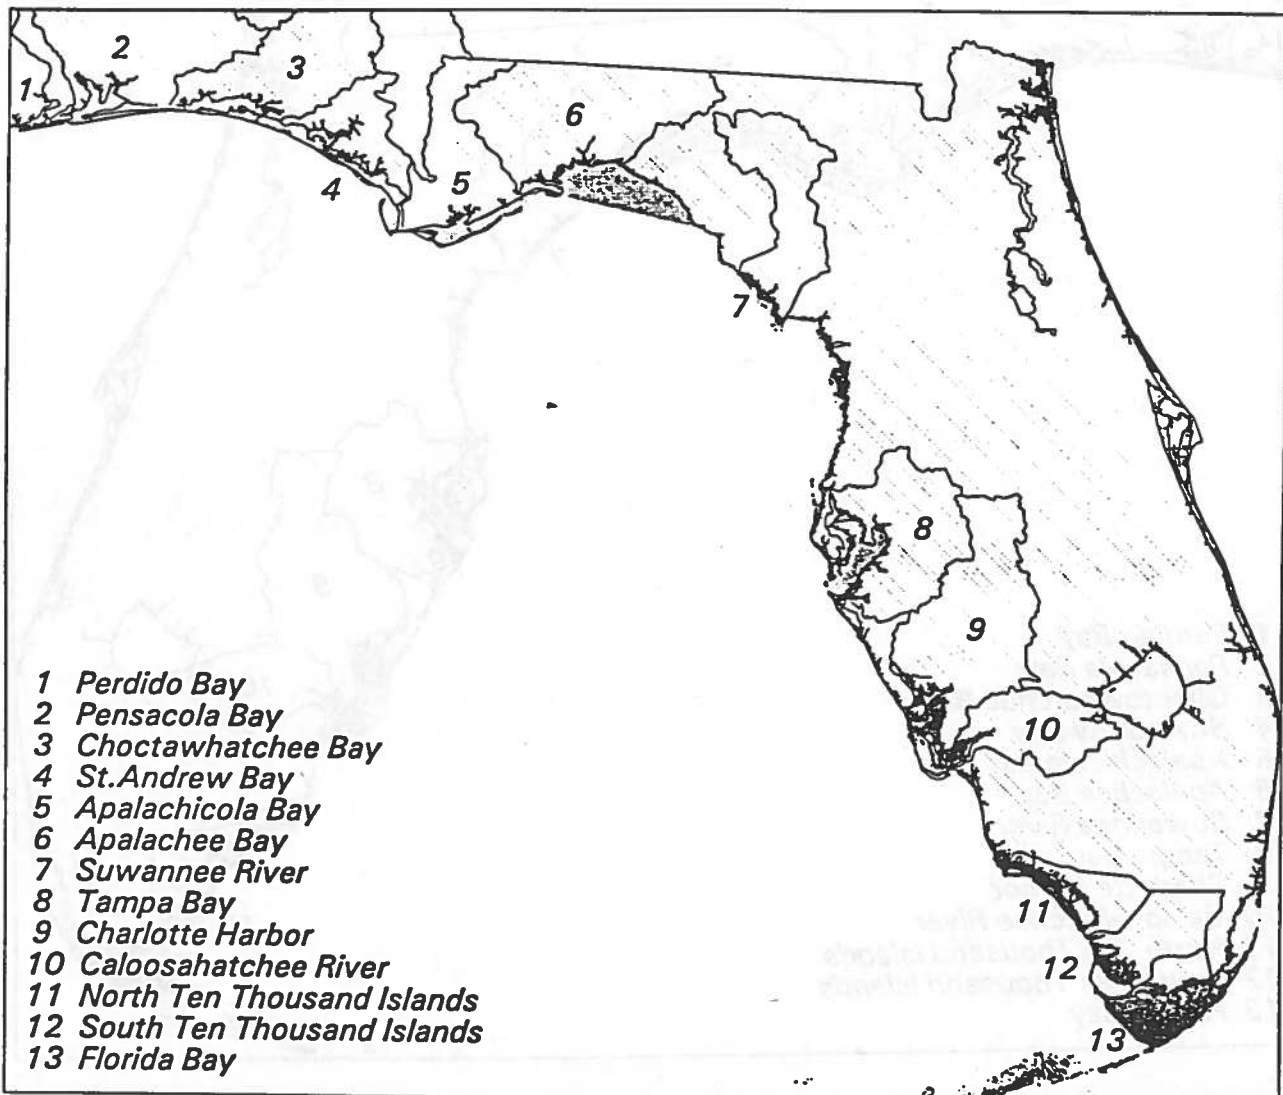 1
2
3
4
5
6
7
8
9
10
11
12
13
1 Perdido Bay
2 Pensacola Bay
3 Choctawhatchee Bay
4 St.Andrew Bay
5 Apalachicola Bay
6 Apalachee Bay
7 Suwannee River
8 Tampa Bay
9 Charlotte Harbor
10 Caloosahatchee River
11 North Ten Thousand Islands
12 South Ten Thousand Islands
13 Florida Bay